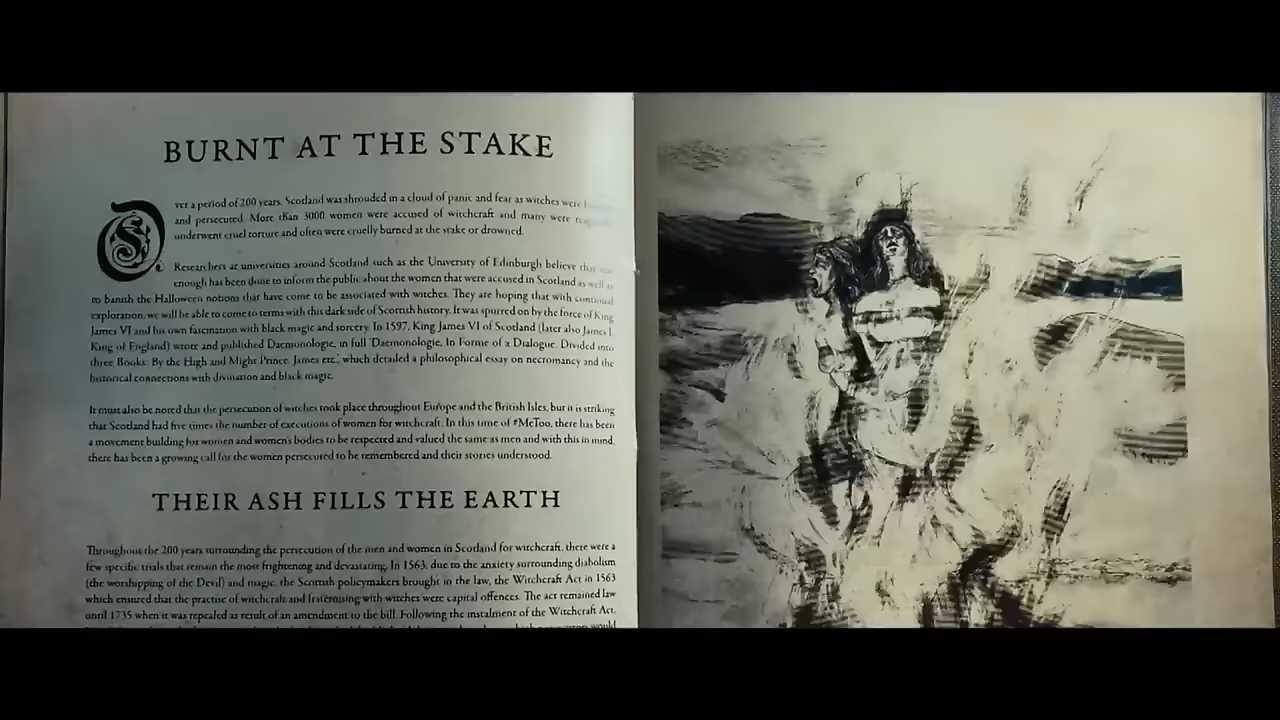 BURNT AT THE STAKE
Over a period of 200 years, Scotland was shrouded in a cloud of panic and fear as witches were
and persecuted. More than 3000 women were accused of witchcraft and many were
underwent cruel torture and often were cruelly burned at the stake or drowned.
Researchers at universities around Scotland such as the University of Edinburgh believe that
enough has been done to inform the public about the women that were accused in Scotland as well as
to banish the Halloween notions that have come to be associated with witches. They are hoping that with continual
exploration, we will be able to come to terms with this dark side of Scottish history. It was spurred on by the force of King
James VI and his own fascination with black magic and sorcery. In 1597, King James VI of Scotland (later also James I,
King of England) wrote and published Daemonologie, in full 'Daemonologie, In Forme of a Dialogue, Divided into
three Books: By the High and Might Prince, James etc.' which detailed a philosophical essay on necromancy and the
historical connections with divination and black magic.
It must also be noted that the persecution of witches took place throughout Europe and the British Isles, but it is striking
that Scotland had five times the number of executions of women for witchcraft. In this time of #MeToo, there has been
a movement building for women and women's bodies to be respected and valued the same as men and with this in mind,
there has been a growing call for the women persecuted to be remembered and their stories understood.
THEIR ASH FILLS THE EARTH
Throughout the 200 years surrounding the persecution of the men and women in Scotland for witchcraft, there were a
few specific trials that remain the most frightening and devastating. In 1563, due to the anxiety surrounding diabolism
(the worshipping of the Devil) and magic, the Scottish policymakers brought in the law, the Witchcraft Act in 1563
which ensured that the practise of witchcraft and fraternising with witches were capital offences. The act remained law
until 1735 when it was repealed as result of an amendment to the bill. Following the instalment of the Witchcraft Act,
would